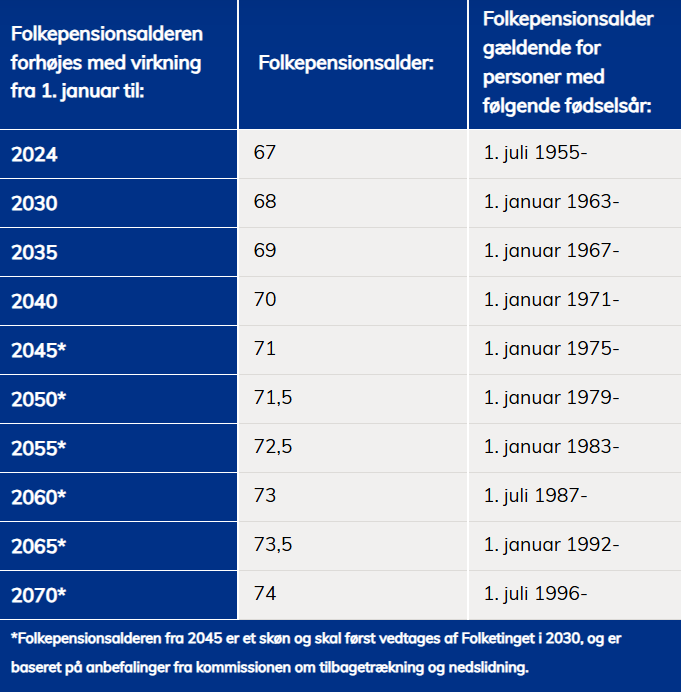 Folkepensionsalderen
forhøjes med virkning
fra 1. januar til:
Folkepensionsalder:
Folkepensionsalder
gældende for
personer med
følgende fødselsår:
2024 67 1. juli 1955-
2030 68 1. januar 1963-
2035 69 1. januar 1967-
2040 70 1. januar 1971-
2045* 71 1. januar 1975-
2050* 71,5 1. januar 1979-
2055* 72,5 1. januar 1983-
2060* 73 1. juli 1987-
2065* 73,5 1. januar 1992-
2070* 74 1. juli 1996-
*Folkepensionsalderen fra 2045 er et skøn og skal først vedtages af Folketinget i 2030, og er
baseret på anbefalinger fra kommissionen om tilbagetrækning og nedslidning.